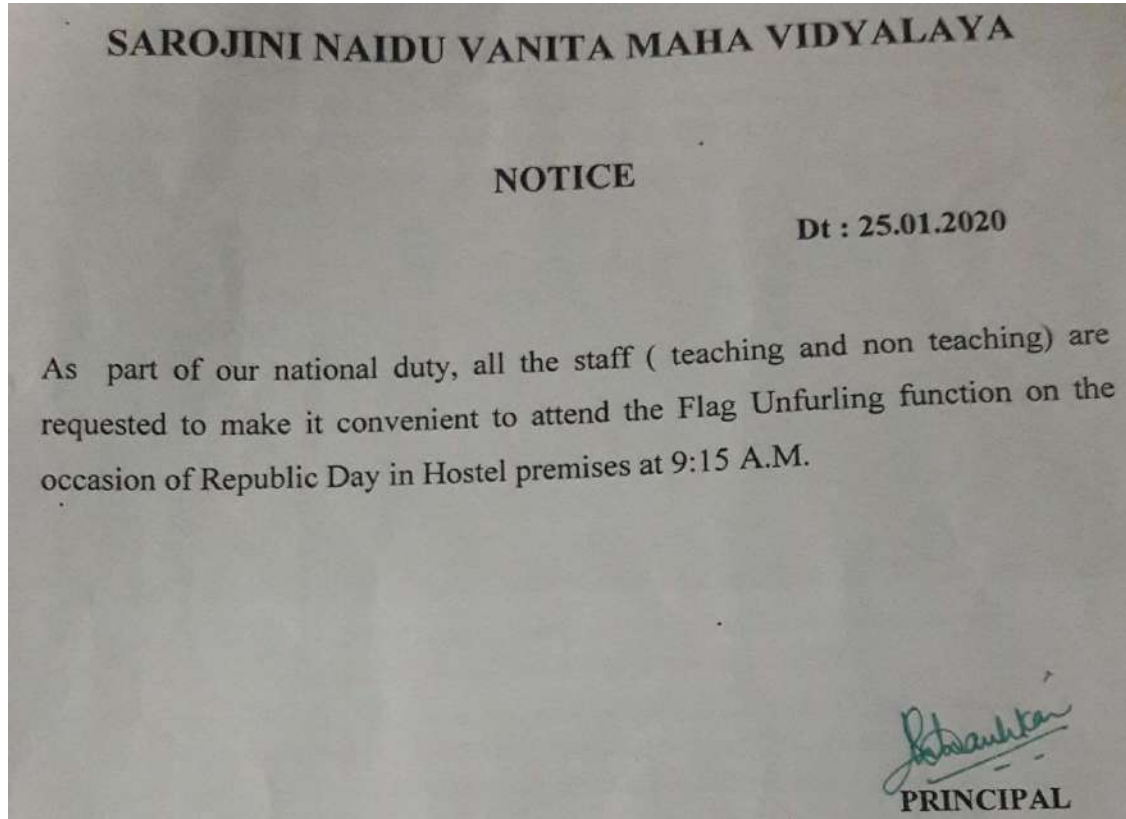 SAROJINI NAIDU VANITA MAHA VIDYALAYA
NOTICE
Dt : 25.01.2020
As part of our national duty, all the staff ( teaching and non teaching) are
requested to make it convenient to attend the Flag Unfurling function on the
occasion of Republic Day in Hostel premises at 9:15 A.M.
PRINCIPAL